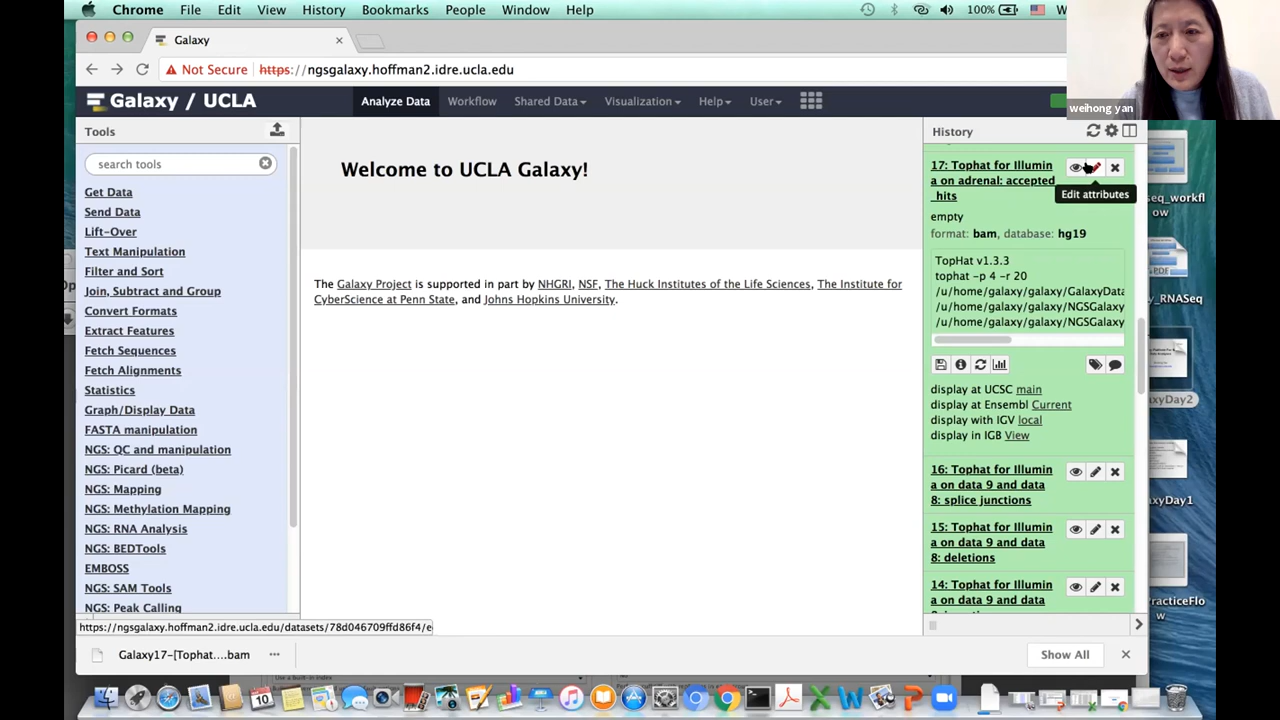 Chrome File Edit View History Bookmarks People Window Help 100% W
weihong yan
Galaxy
Not Secure https://ngsgalaxy.hoffman2.idre.ucla.edu
Galaxy / UCLA Analyze Data Workflow Shared Data Visualization Help User
Tools
search tools
Get Data
Send Data
Lift-Over
Text Manipulation
Filter and Sort
Join, Subtract and Group
Convert Formats
Extract Features
Fetch Sequences
Fetch Alignments
Statistics
Graph/Display Data
FASTA manipulation
NGS: QC and manipulation
NGS: Picard (beta)
NGS: Mapping
NGS: Methylation Mapping
NGS: RNA Analysis
NGS: BEDTools
EMBOSS
NGS: SAM Tools
NGS: Peak Calling
https://ngsgalaxy.hoffman2.idre.ucla.edu/datasets/78d046709ffd86f4/e
Welcome to UCLA Galaxy!
The Galaxy Project is supported in part by NHGRI, NSF, The Huck Institutes of the Life Sciences, The Institute for
CyberScience at Penn State, and Johns Hopkins University.
History
17: Tophat for Illumin
a on adrenal: accepted
_hits
Edit attributes
empty
format: bam, database: hg19
TopHat v1.3.3
tophat -p 4 -r 20
/u/home/galaxy/galaxy/GalaxyData
/u/home/galaxy/galaxy/NGSGalaxy
/u/home/galaxy/galaxy/NGSGalaxy
display at UCSC main
display at Ensembl Current
display with IGV local
display in IGB View
16: Tophat for Illumin
a on data 9 and data
8: splice junctions
15: Tophat for Illumin
a on data 9 and data
8: deletions
14: Tophat for Illumin
a on data 9 and data
seq_workfl
ow
PDF
y_RNASeq
axyDay2
xyDay1
PracticeFlo
w
Galaxy17-[Tophat....bam
Show All
Use a built-in index